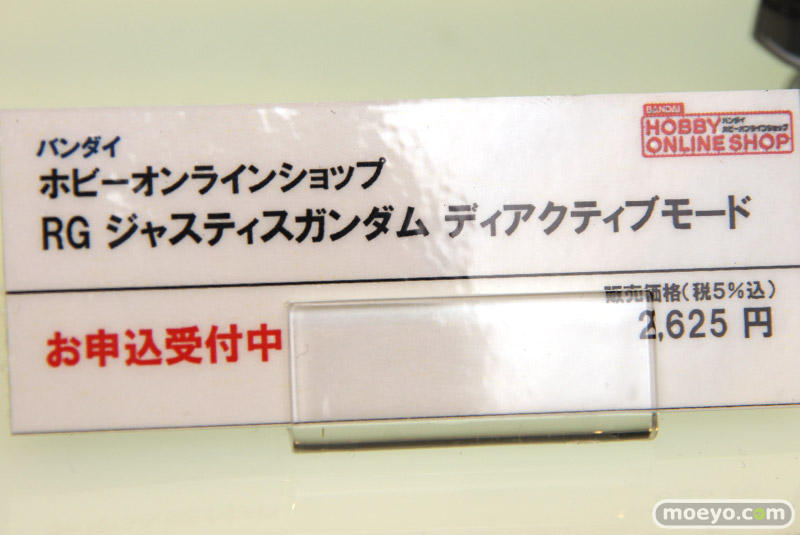 バンダイ
ホビーオンラインショップ
RG ジャスティスガンダム ディアクティブモード
BANDAI
HOBBY バンダイ
ONLINE SHOP ホビーオンラインショップ
販売価格(税5%込)
2,625 円
お申込受付中
moeyo.com